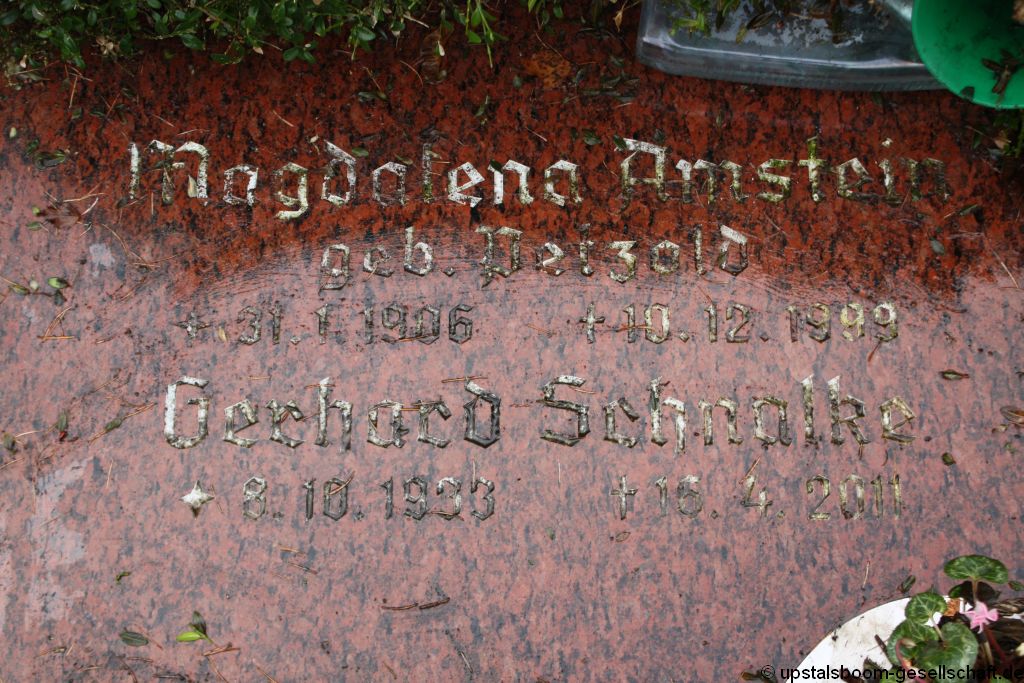 Magdalena Amstein
geb. Petzold
31. 1. 1906 † 10. 12. 1999
Gerhard Schnalke
8. 10. 1933 † 16. 4. 2011
© upstalsboom-gesellschaft.de